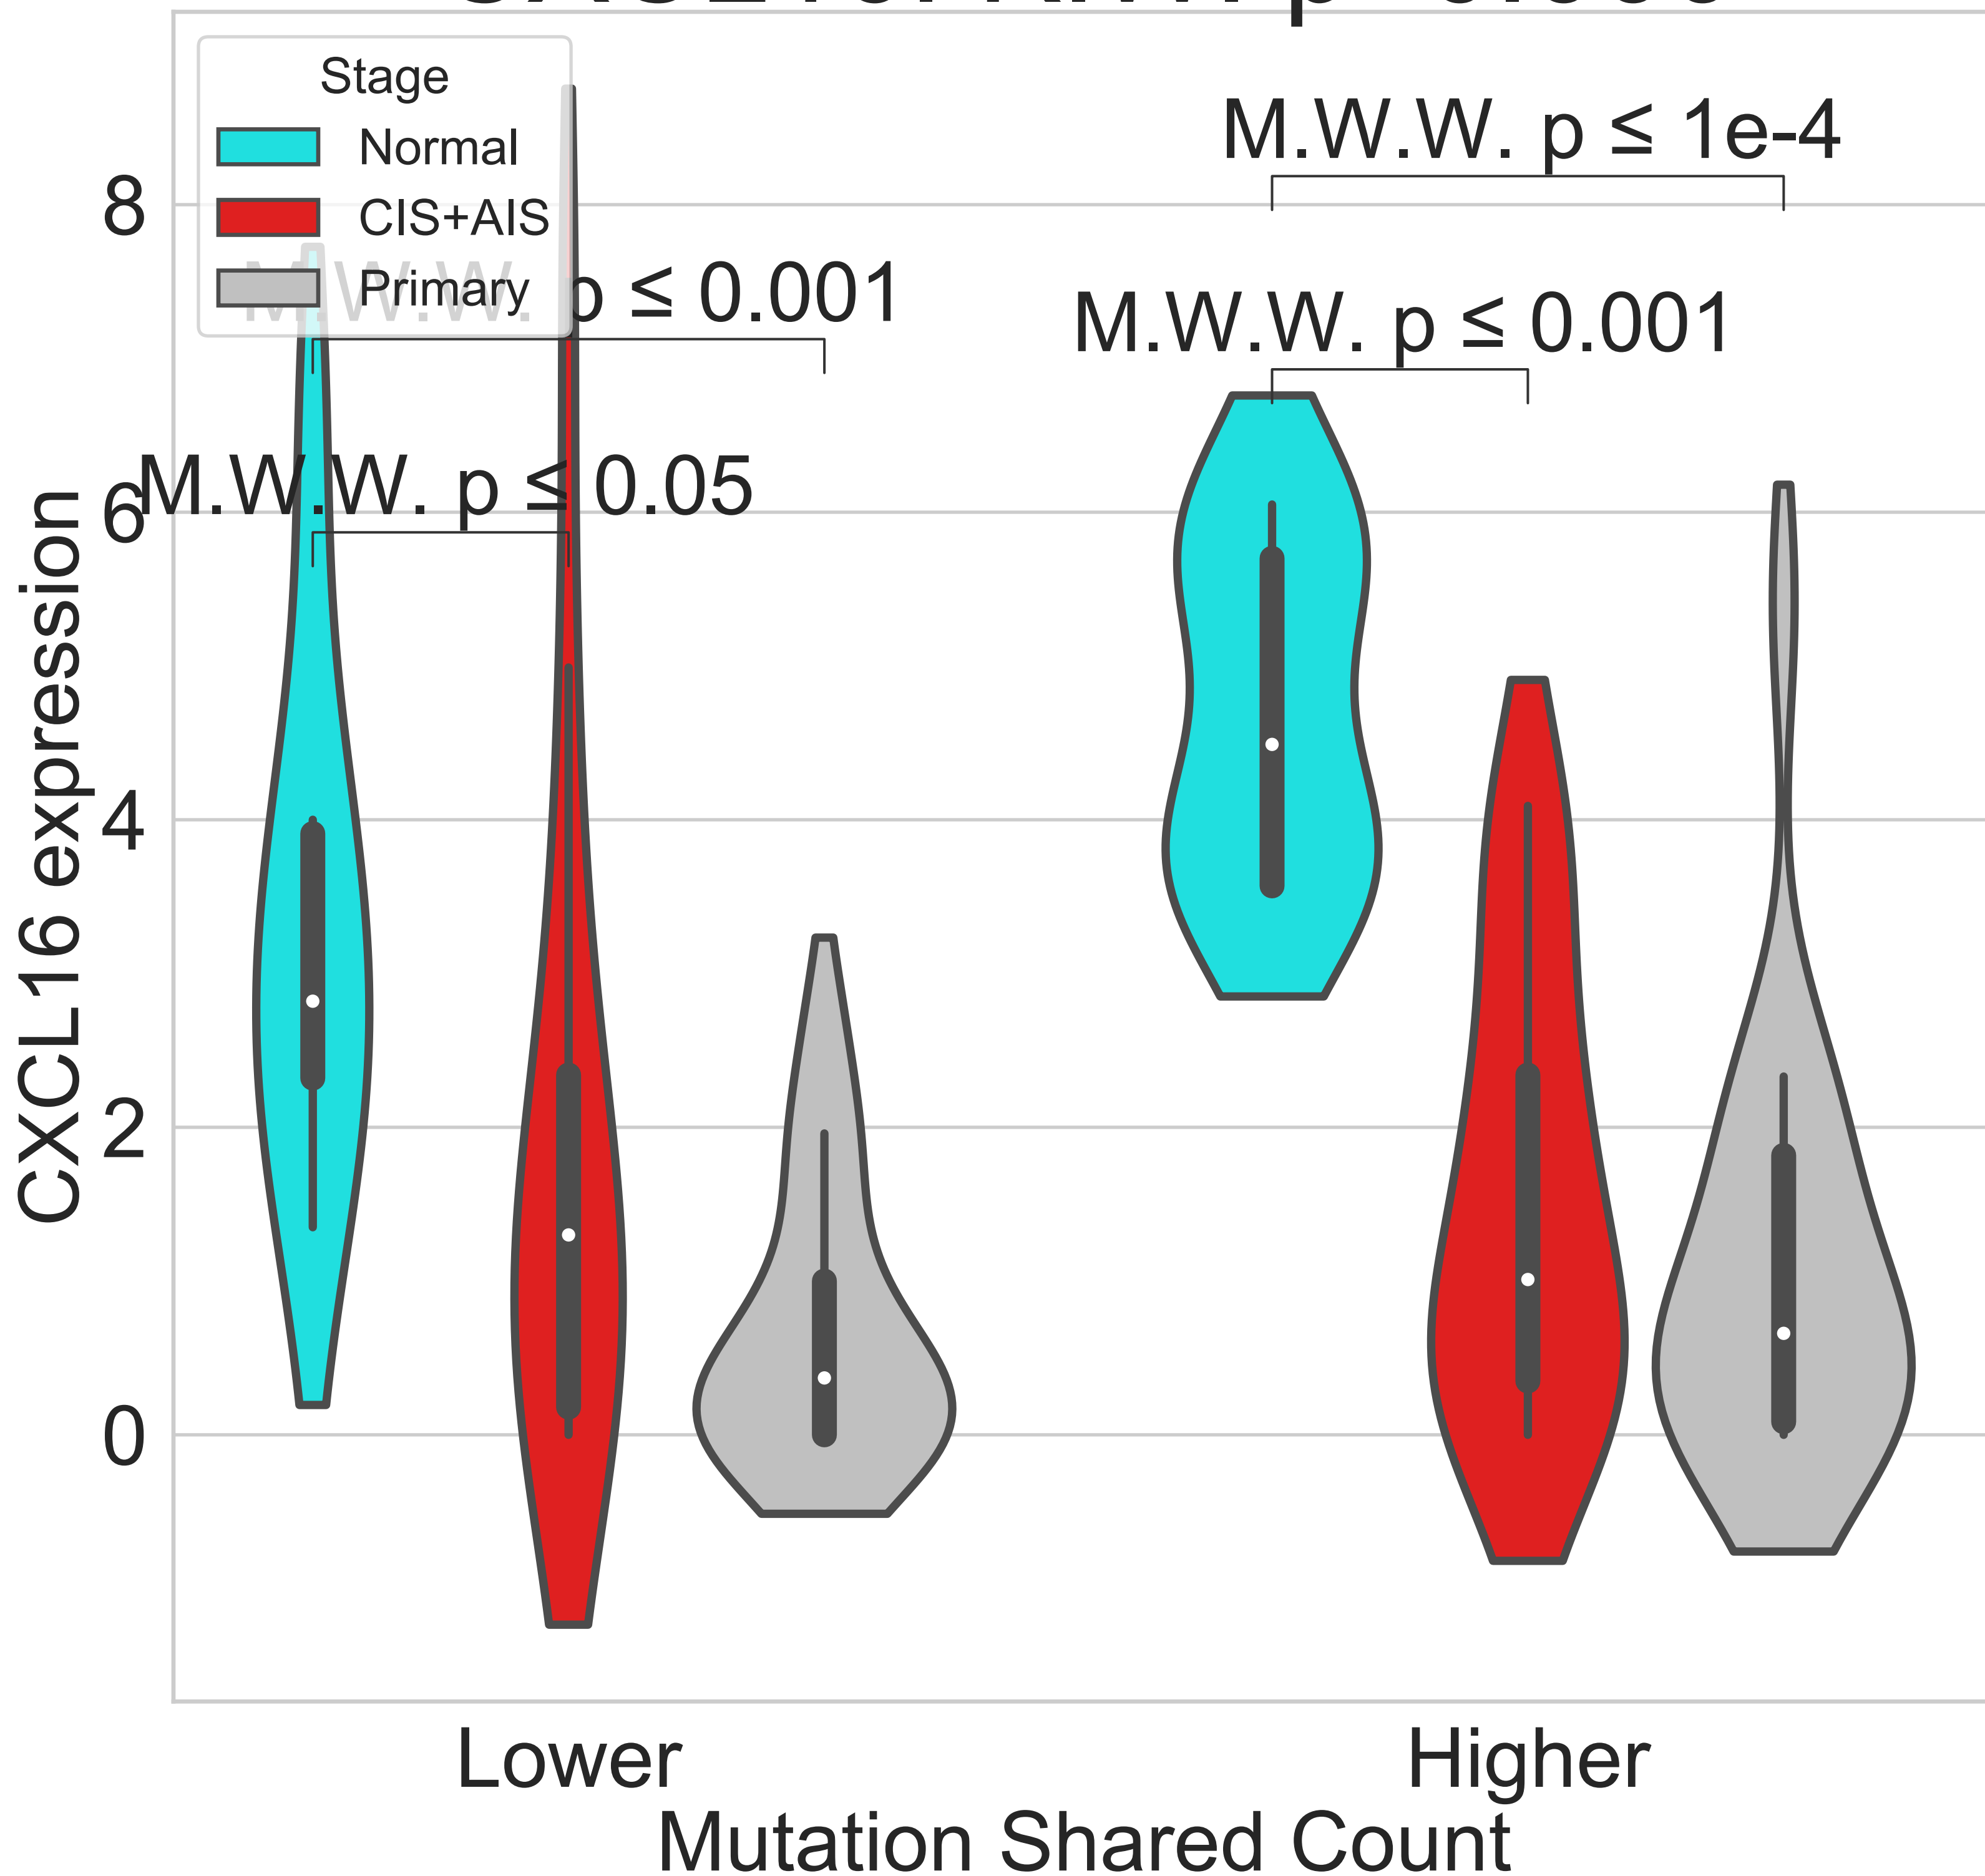 Stage
Normal
CIS+AIS
Primary
M.W.W. p ≤ 1e-4
M.W.W. p ≤ 0.001
M.W.W. p ≤ 0.001
M.W.W. p ≤ 0.05
8
6
4
2
0
CXCL16 expression
Lower
Higher
Mutation Shared Count